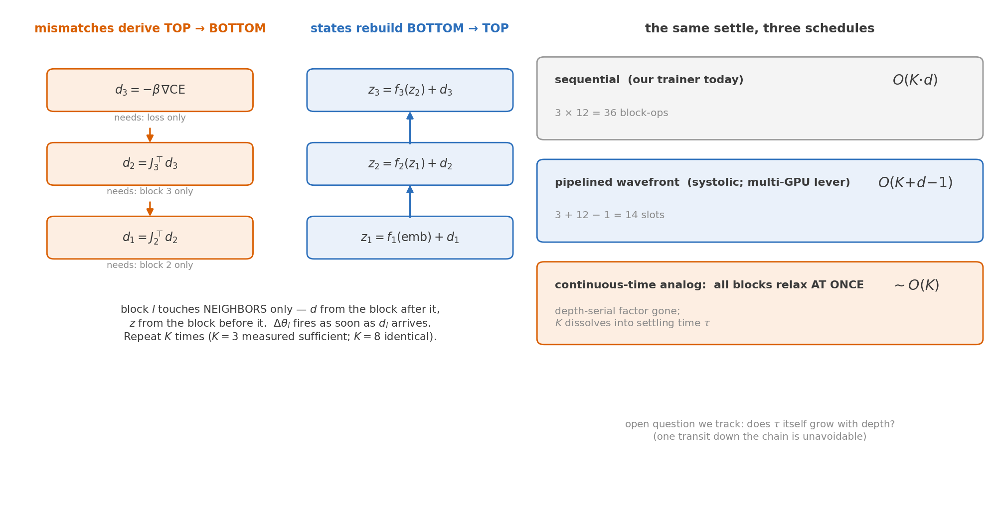 mismatches derive TOP → BOTTOM
d₃ = −β ∇CE
needs: loss only
d₂ = J₃ᵀ d₃
needs: block 3 only
d₁ = J₂ᵀ d₂
needs: block 2 only
states rebuild BOTTOM → TOP
z₃ = f₃(z₂) + d₃
z₂ = f₂(z₁) + d₂
z₁ = f₁(emb) + d₁
block l touches NEIGHBORS only — d from the block after it,
z from the block before it.  Δθₗ fires as soon as dₗ arrives.
Repeat K times (K = 3 measured sufficient; K = 8 identical).
the same settle, three schedules
sequential  (our trainer today)  O(K·d)
3 × 12 = 36 block-ops
pipelined wavefront  (systolic; multi-GPU lever)  O(K+d−1)
3 + 12 − 1 = 14 slots
continuous-time analog:  all blocks relax AT ONCE  ~ O(K)
depth-serial factor gone;
K dissolves into settling time τ
open question we track: does τ itself grow with depth?
(one transit down the chain is unavoidable)